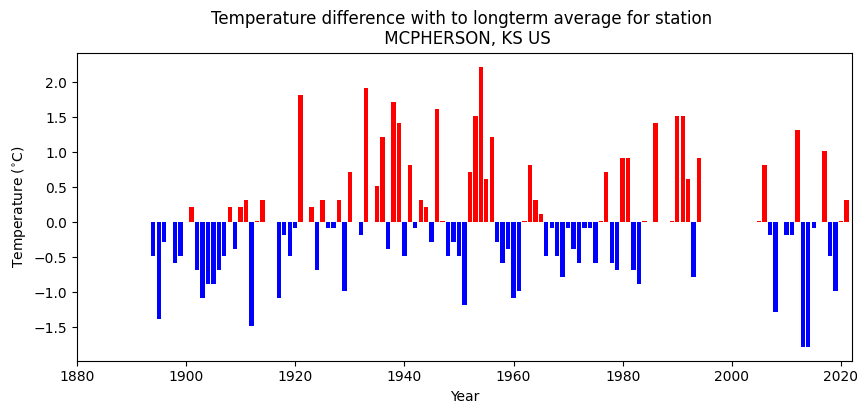 Temperature difference with to longterm average for station
MCPHERSON, KS US
Temperature (°C)
2.0
1.5
1.0
0.5
0.0
−0.5
−1.0
−1.5
1880 1900 1920 1940 1960 1980 2000 2020
Year